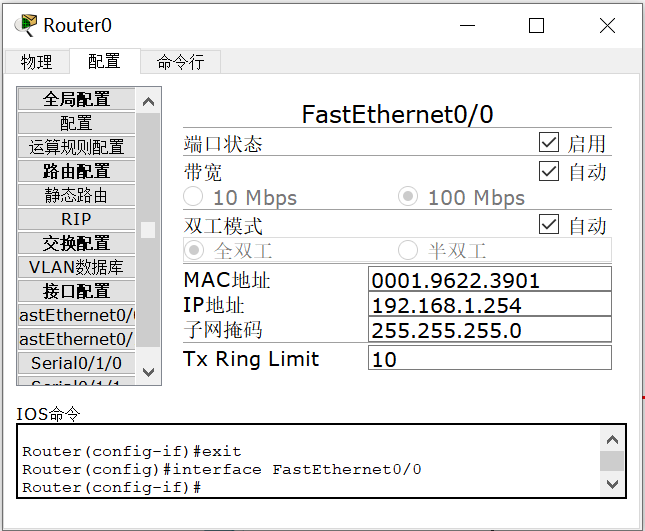 Router0
物理 配置 命令行
全局配置
配置
运算规则配置
路由配置
静态路由
RIP
交换配置
VLAN数据库
接口配置
astEthernet0/
astEthernet0/
Serial0/1/0
Serial0/1/1
FastEthernet0/0
端口状态 启用
带宽 自动
10 Mbps 100 Mbps
双工模式 自动
全双工 半双工
MAC地址 0001.9622.3901
IP地址 192.168.1.254
子网掩码 255.255.255.0
Tx Ring Limit 10
IOS命令
Router(config-if)#exit
Router(config)#interface FastEthernet0/0
Router(config-if)#